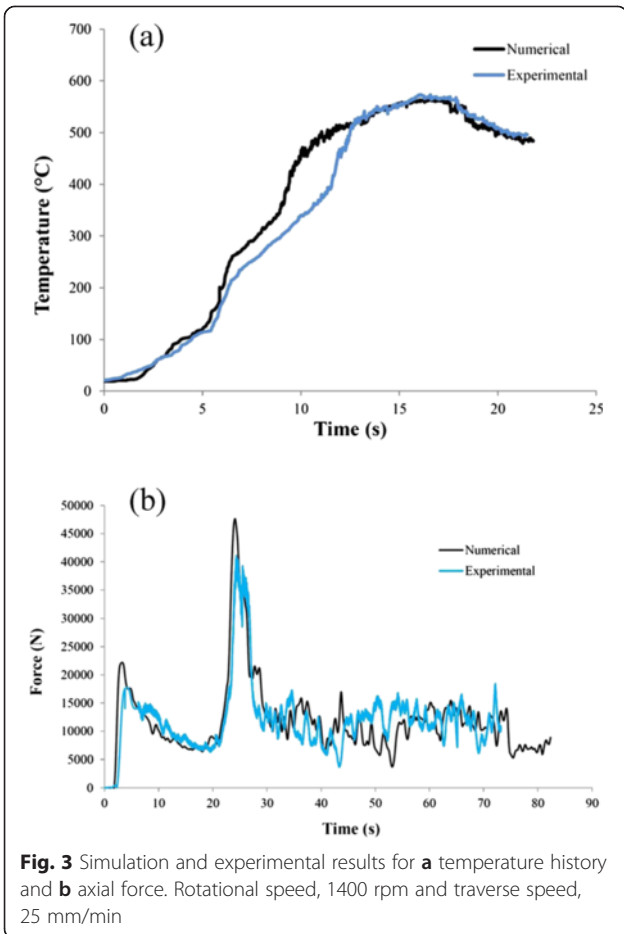 (a)
Numerical
Experimental
700
600
500
400
300
200
100
0
0 5 10 15 20 25
Temperature (°C)
Time (s)
(b)
Numerical
Experimental
50000
45000
40000
35000
30000
25000
20000
15000
10000
5000
0
0 10 20 30 40 50 60 70 80 90
Force (N)
Time (s)
Fig. 3 Simulation and experimental results for a temperature history
and b axial force. Rotational speed, 1400 rpm and traverse speed,
25 mm/min